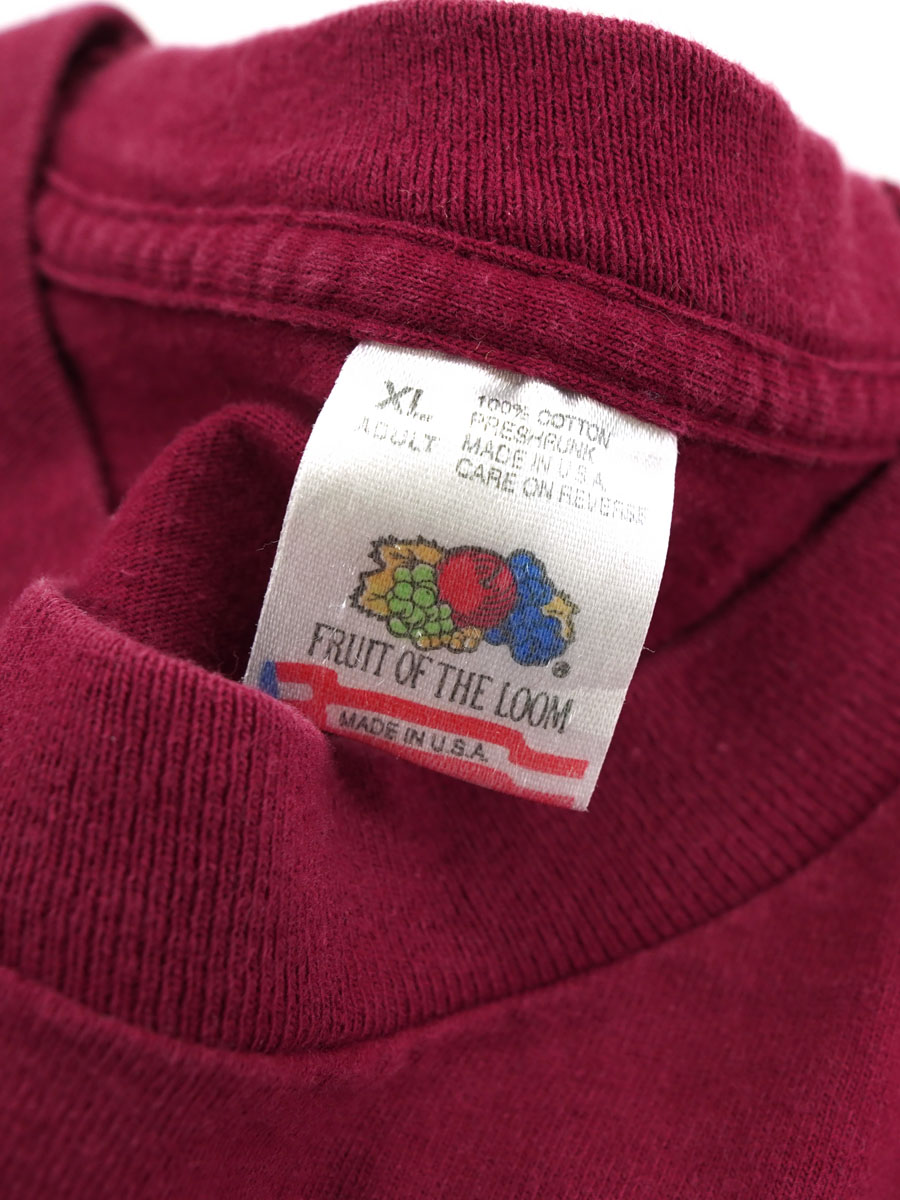 XL
ADULT
100% COTTON
PRESHRUNK
MADE IN U.S.A.
CARE ON REVERSE
®
FRUIT OF THE LOOM
MADE IN U.S.A.